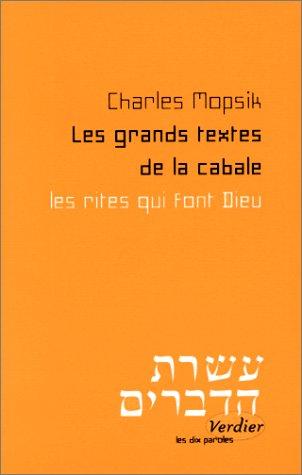 Charles Mopsik
Les grands textes
de la cabale
les rites qui font Dieu
עשרת
הדברים
Verdier
les dix paroles